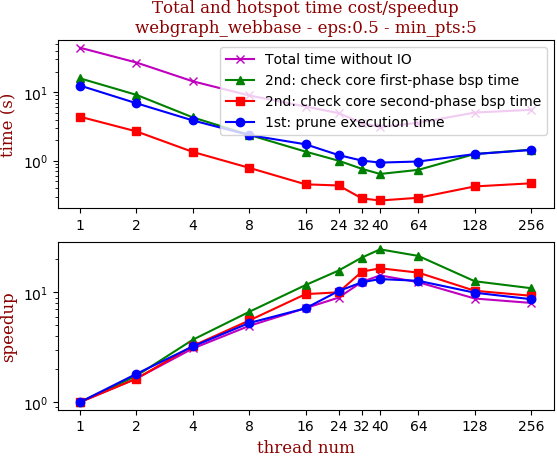 Total and hotspot time cost/speedup
webgraph_webbase - eps:0.5 - min_pts:5
time (s)
10¹
10⁰
Total time without IO
2nd: check core first-phase bsp time
2nd: check core second-phase bsp time
1st: prune execution time
1 2 4 8 16 24 32 40 64 128 256
speedup
10¹
10⁰
1 2 4 8 16 24 32 40 64 128 256
thread num